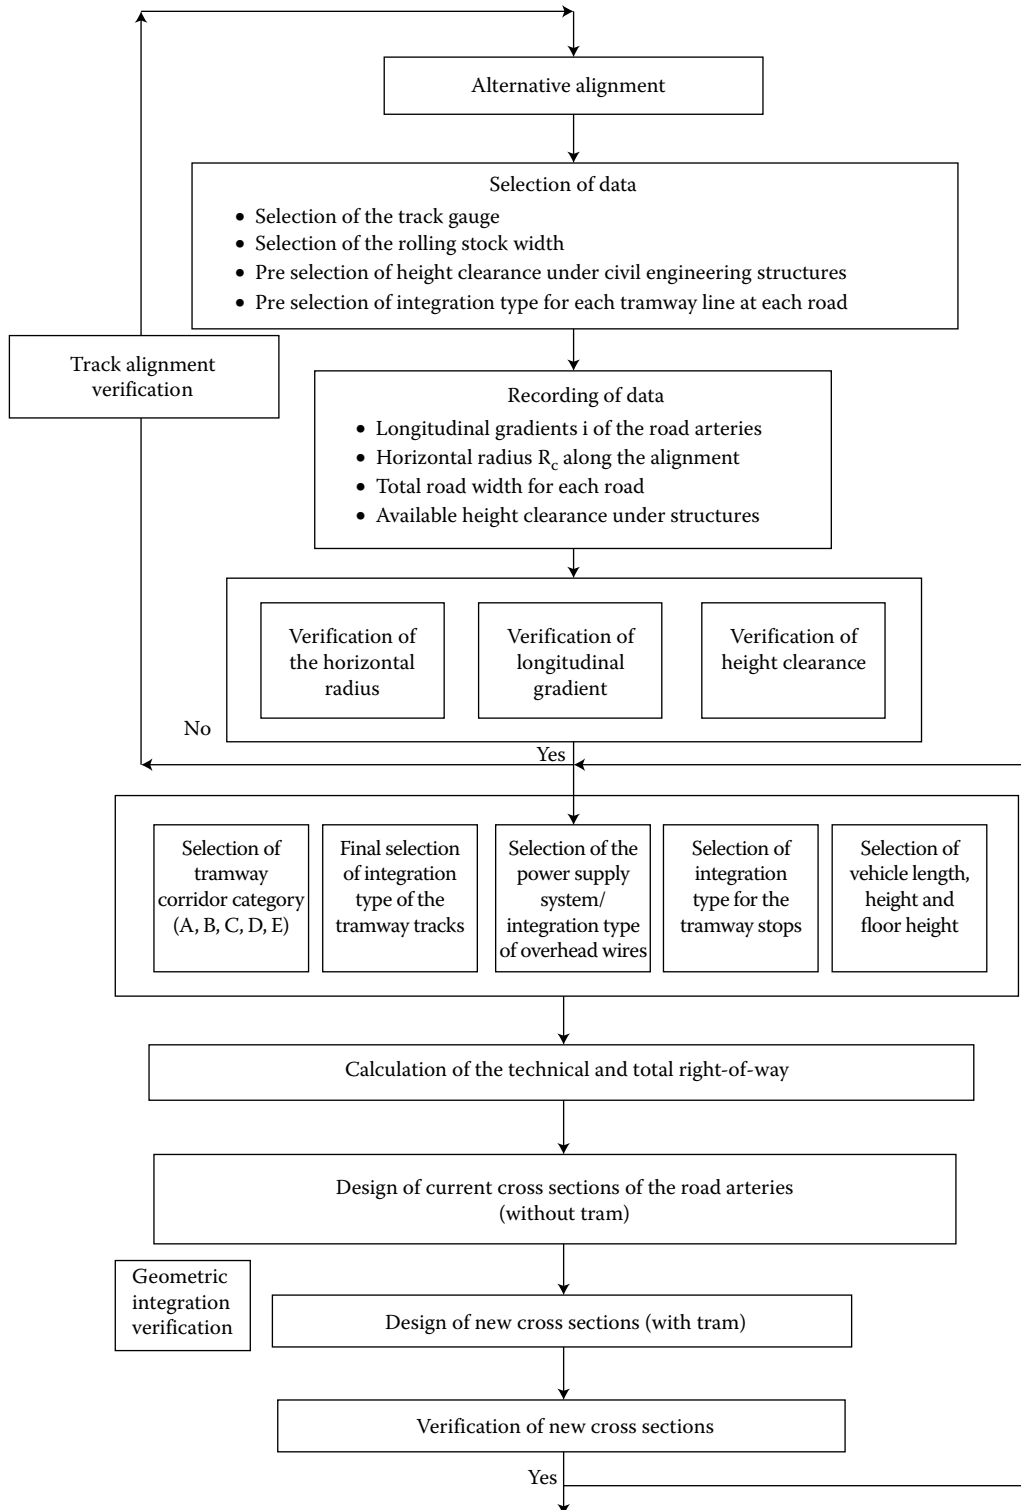 Alternative alignment
Selection of data
• Selection of the track gauge
• Selection of the rolling stock width
• Pre selection of height clearance under civil engineering structures
• Pre selection of integration type for each tramway line at each road
Track alignment
verification
Recording of data
• Longitudinal gradients i of the road arteries
• Horizontal radius Rc along the alignment
• Total road width for each road
• Available height clearance under structures
Verification of
the horizontal
radius
Verification of
longitudinal
gradient
Verification of
height clearance
No
Yes
Selection of
tramway
corridor category
(A, B, C, D, E)
Final selection
of integration
type of the
tramway tracks
Selection of the
power supply
system/
integration type
of overhead wires
Selection of
integration
type for the
tramway stops
Selection of
vehicle length,
height and
floor height
Calculation of the technical and total right-of-way
Design of current cross sections of the road arteries
(without tram)
Geometric
integration
verification
Design of new cross sections (with tram)
Verification of new cross sections
Yes